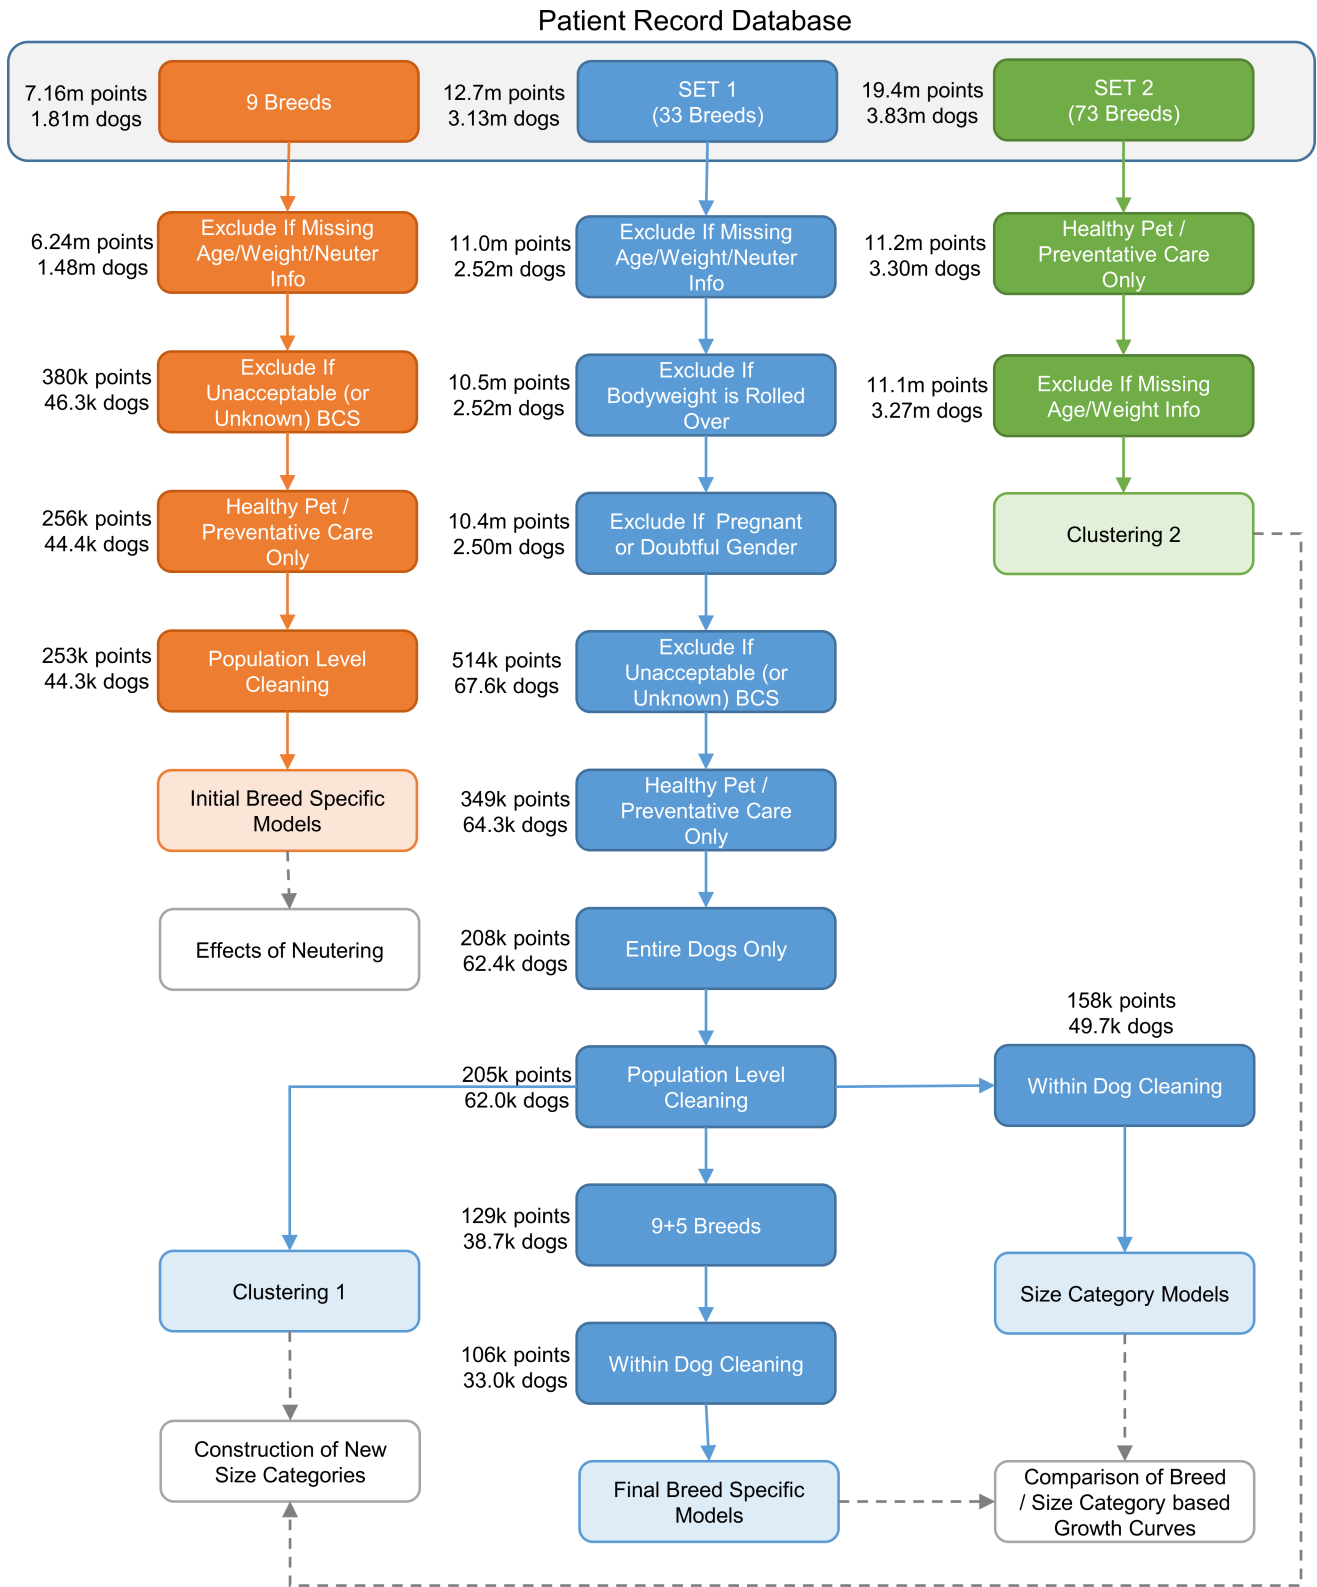 Patient Record Database
7.16m points
1.81m dogs
9 Breeds
12.7m points
3.13m dogs
SET 1
(33 Breeds)
19.4m points
3.83m dogs
SET 2
(73 Breeds)
6.24m points
1.48m dogs
Exclude If Missing
Age/Weight/Neuter
Info
11.0m points
2.52m dogs
Exclude If Missing
Age/Weight/Neuter
Info
11.2m points
3.30m dogs
Healthy Pet /
Preventative Care
Only
380k points
46.3k dogs
Exclude If
Unacceptable (or
Unknown) BCS
10.5m points
2.52m dogs
Exclude If
Bodyweight is Rolled
Over
11.1m points
3.27m dogs
Exclude If Missing
Age/Weight Info
256k points
44.4k dogs
Healthy Pet /
Preventative Care
Only
10.4m points
2.50m dogs
Exclude If Pregnant
or Doubtful Gender
Clustering 2
253k points
44.3k dogs
Population Level
Cleaning
514k points
67.6k dogs
Exclude If
Unacceptable (or
Unknown) BCS
Initial Breed Specific
Models
349k points
64.3k dogs
Healthy Pet /
Preventative Care
Only
Effects of Neutering
208k points
62.4k dogs
Entire Dogs Only
158k points
49.7k dogs
205k points
62.0k dogs
Population Level
Cleaning
Within Dog Cleaning
129k points
38.7k dogs
9+5 Breeds
Clustering 1
Size Category Models
106k points
33.0k dogs
Within Dog Cleaning
Construction of New
Size Categories
Final Breed Specific
Models
Comparison of Breed
/ Size Category based
Growth Curves